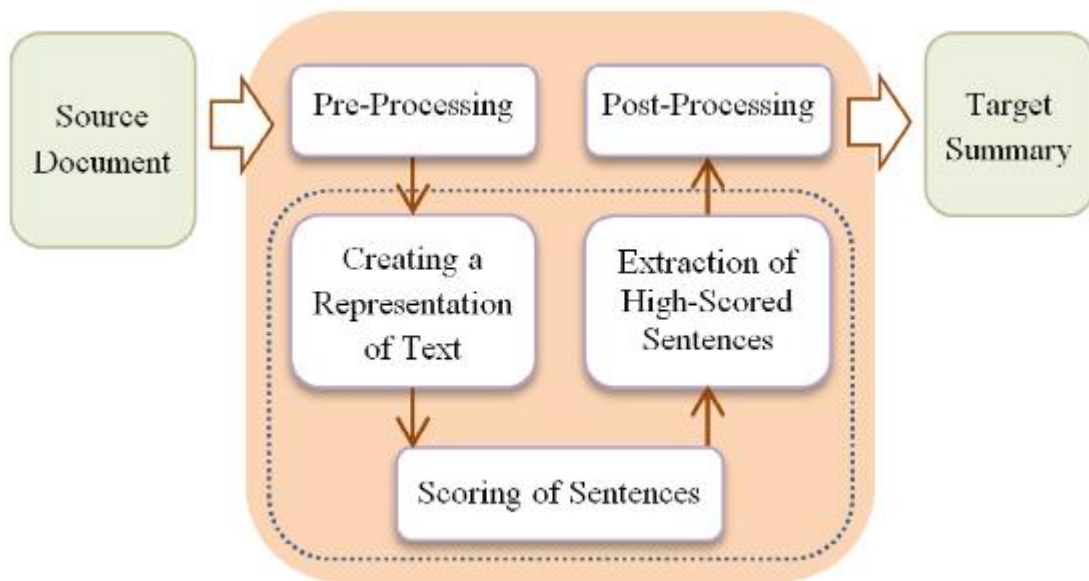 Source
Document
Pre-Processing
Post-Processing
Target
Summary
Creating a
Representation
of Text
Extraction of
High-Scored
Sentences
Scoring of Sentences